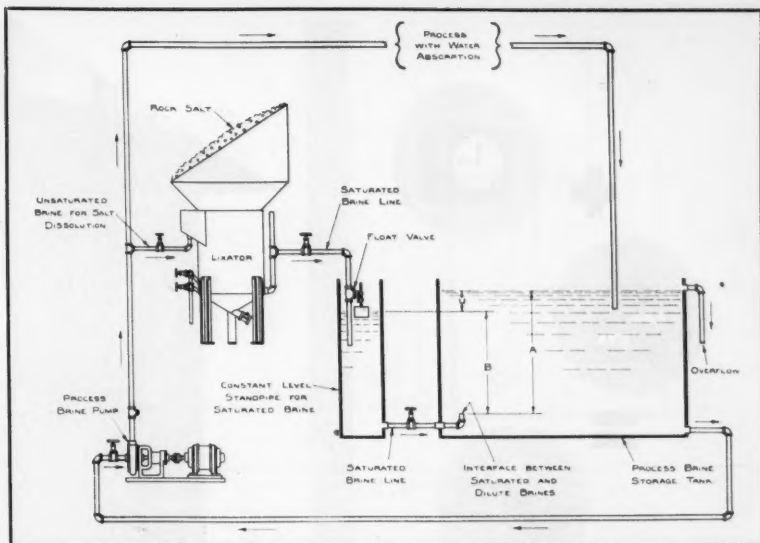 PROCESS
WITH WATER
ABSORPTION
ROCK SALT
UNSATURATED
BRINE FOR SALT
DISSOLUTION
SATURATED
BRINE LINE
FLOAT VALVE
LIXATOR
C
B
A
OVERFLOW
CONSTANT LEVEL
STANDPIPE FOR
SATURATED BRINE
PROCESS
BRINE PUMP
SATURATED
BRINE LINE
INTERFACE BETWEEN
SATURATED AND
DILUTE BRINES
PROCESS BRINE
STORAGE TANK